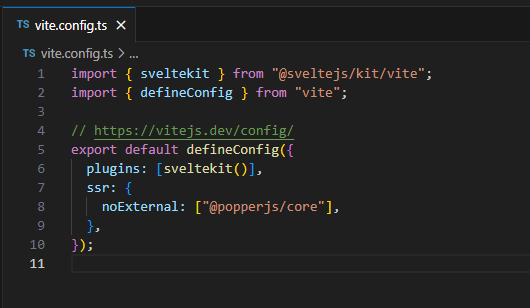 TS vite.config.ts ×
TS vite.config.ts > ...
1 import { sveltekit } from "@sveltejs/kit/vite";
2 import { defineConfig } from "vite";
3
4 // https://vitejs.dev/config/
5 export default defineConfig({
6   plugins: [sveltekit()],
7   ssr: {
8     noExternal: ["@popperjs/core"],
9   },
10 });
11